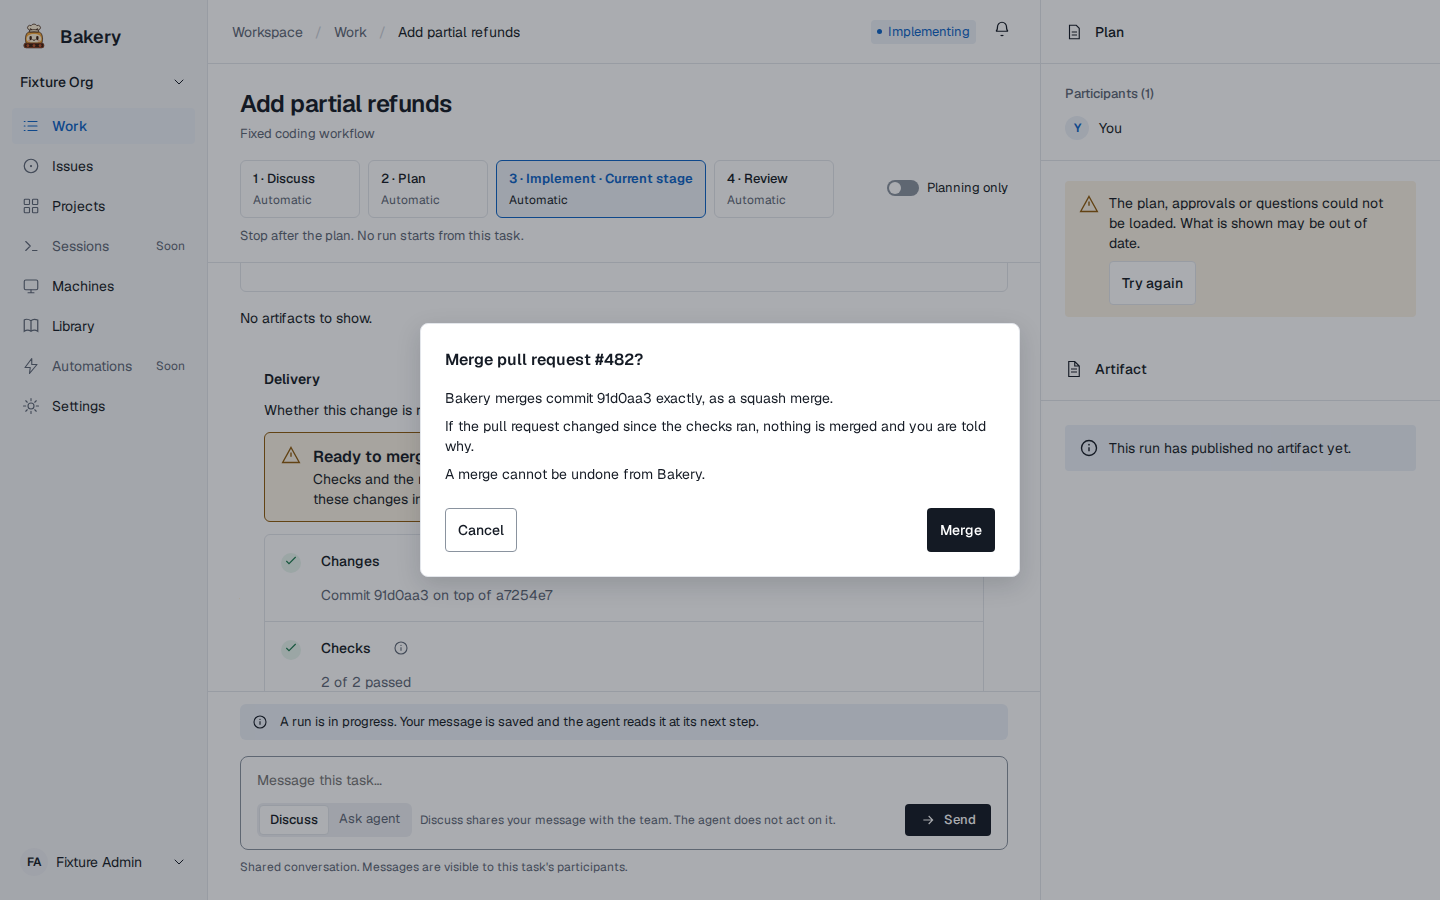 Bakery
Fixture Org
Work
Issues
Projects
Sessions Soon
Machines
Library
Automations Soon
Settings
FA Fixture Admin
Workspace / Work / Add partial refunds
Implementing
Add partial refunds
Fixed coding workflow
1 · Discuss
Automatic
2 · Plan
Automatic
3 · Implement · Current stage
Automatic
4 · Review
Automatic
Planning only
Stop after the plan. No run starts from this task.
No artifacts to show.
Delivery
Whether this change is
Ready to
Checks and the
these changes
Changes
Commit 91d0aa3 on top of a7254e7
Checks
2 of 2 passed
Merge pull request #482?
Bakery merges commit 91d0aa3 exactly, as a squash merge.
If the pull request changed since the checks ran, nothing is merged and you are told
why.
A merge cannot be undone from Bakery.
Cancel
Merge
A run is in progress. Your message is saved and the agent reads it at its next step.
Message this task...
Discuss Ask agent Discuss shares your message with the team. The agent does not act on it.
Send
Shared conversation. Messages are visible to this task's participants.
Plan
Participants (1)
Y You
The plan, approvals or questions could not
be loaded. What is shown may be out of
date.
Try again
Artifact
This run has published no artifact yet.